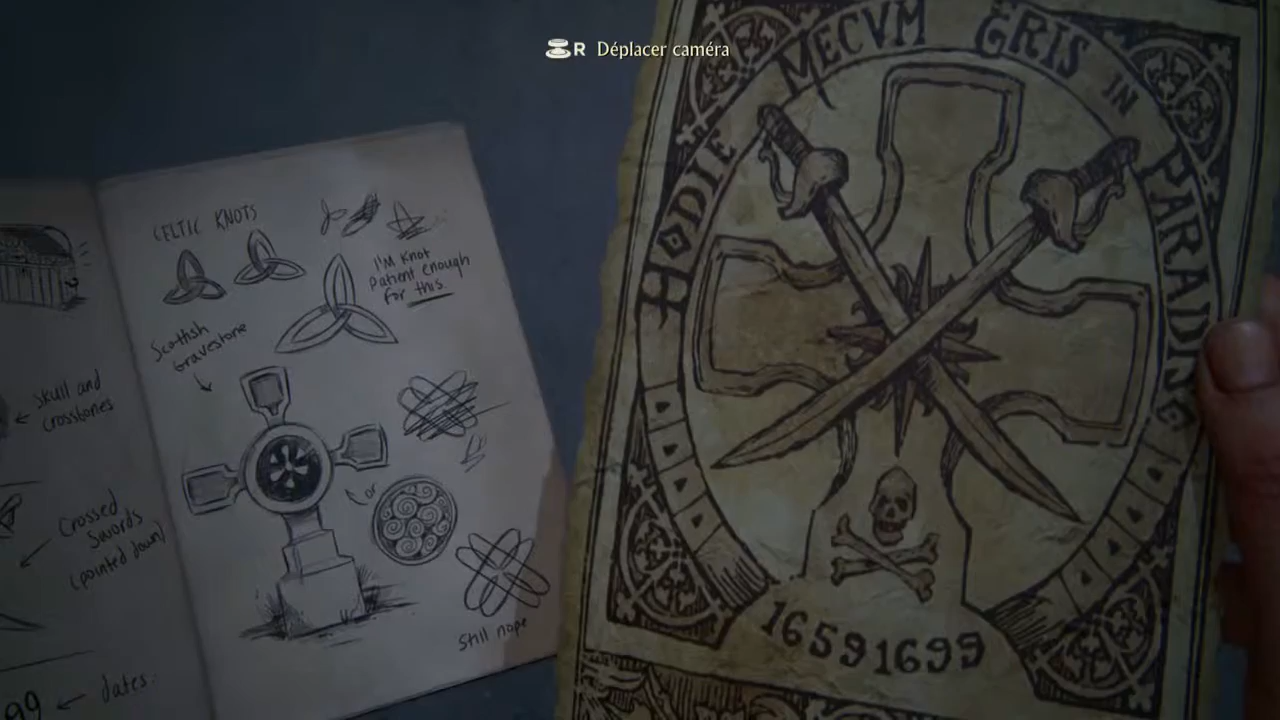 R Déplacer caméra
CELTIC KNOTS
I'M KNOT
patient enough
for this.
Scottish
Gravestone
skull and
crossbones
or
Crossed
Swords
(pointed down)
Still nope
99 ← dates:
HODIE MECVM ERIS IN PARADISO
16591699